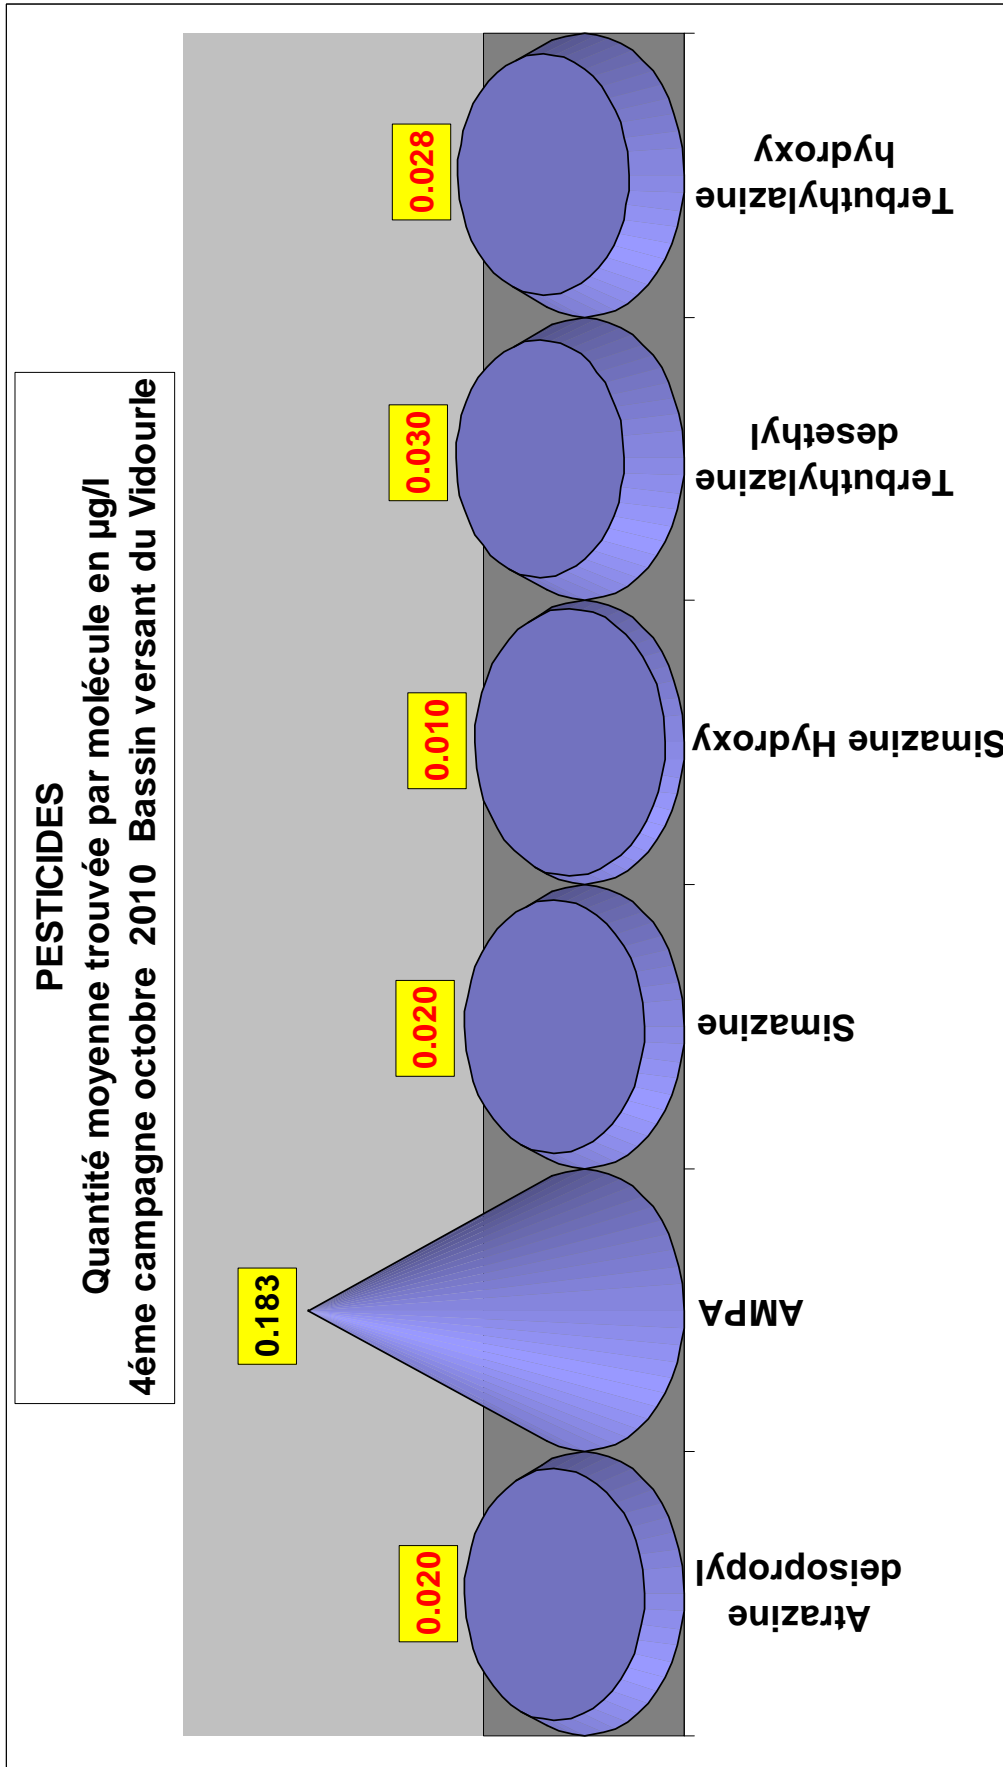 PESTICIDES
Quantité moyenne trouvée par molécule en µg/l
4éme campagne octobre 2010 Bassin versant du Vidourle
0.020
0.183
0.020
0.010
0.030
0.028
Atrazine
deisopropyl
AMPA
Simazine
Simazine Hydroxy
Terbuthylazine
desethyl
Terbuthylazine
hydroxy